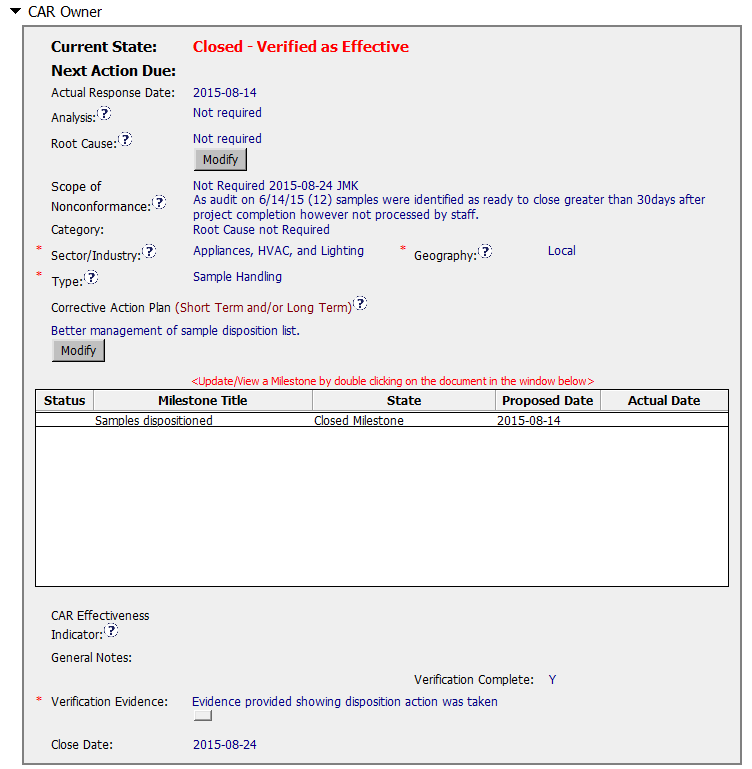 CAR Owner
Current State: Closed - Verified as Effective
Next Action Due:
Actual Response Date: 2015-08-14
Analysis:? Not required
Root Cause:? Not required
Modify
Scope of Nonconformance:? Not Required 2015-08-24 JMK
As audit on 6/14/15 (12) samples were identified as ready to close greater than 30days after
project completion however not processed by staff.
Category: Root Cause not Required
* Sector/Industry:? Appliances, HVAC, and Lighting * Geography:? Local
* Type:? Sample Handling
Corrective Action Plan (Short Term and/or Long Term)?
Better management of sample disposition list.
Modify
<Update/View a Milestone by double clicking on the document in the window below>
Status Milestone Title State Proposed Date Actual Date
Samples dispositioned Closed Milestone 2015-08-14
CAR Effectiveness
Indicator:?
General Notes:
Verification Complete: Y
* Verification Evidence: Evidence provided showing disposition action was taken
Close Date: 2015-08-24